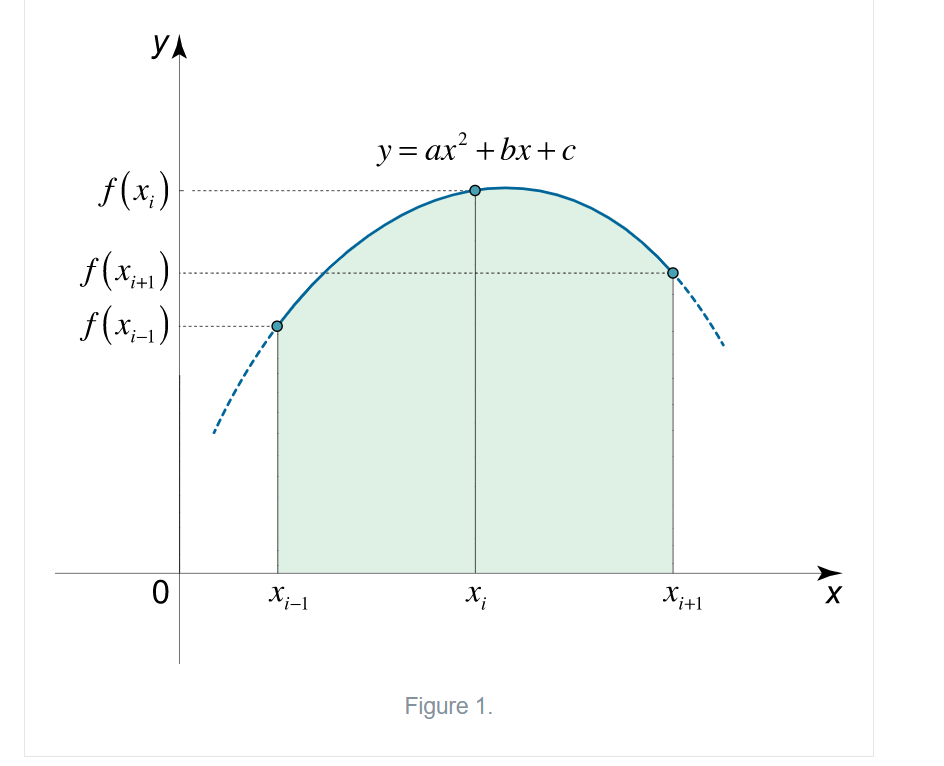 y
y = ax² + bx + c
f(xᵢ)
f(xᵢ₊₁)
f(xᵢ₋₁)
0
xᵢ₋₁
xᵢ
xᵢ₊₁
x
Figure 1.